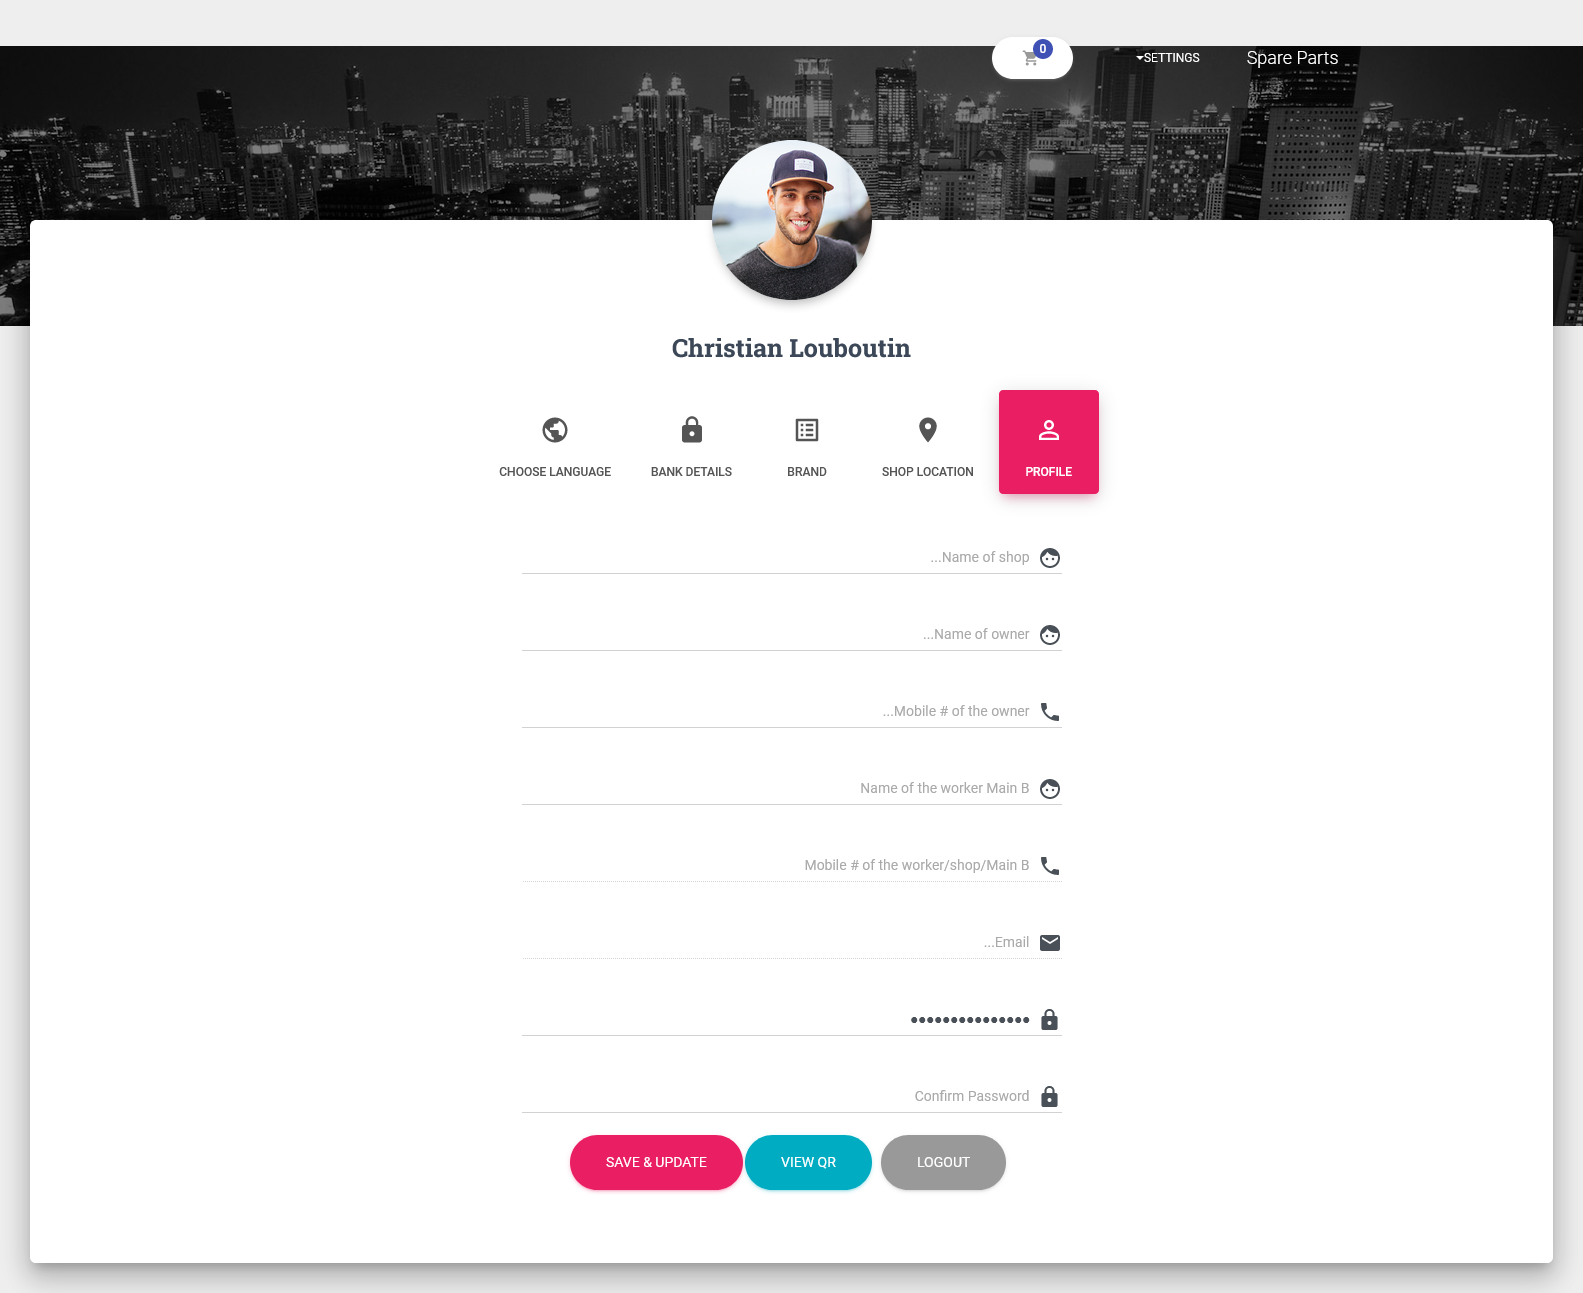 0
SETTINGS
Spare Parts
Christian Louboutin
CHOOSE LANGUAGE
BANK DETAILS
BRAND
SHOP LOCATION
PROFILE
...Name of shop
...Name of owner
...Mobile # of the owner
Name of the worker Main B
Mobile # of the worker/shop/Main B
...Email
•••••••••••••••
Confirm Password
SAVE & UPDATE
VIEW QR
LOGOUT